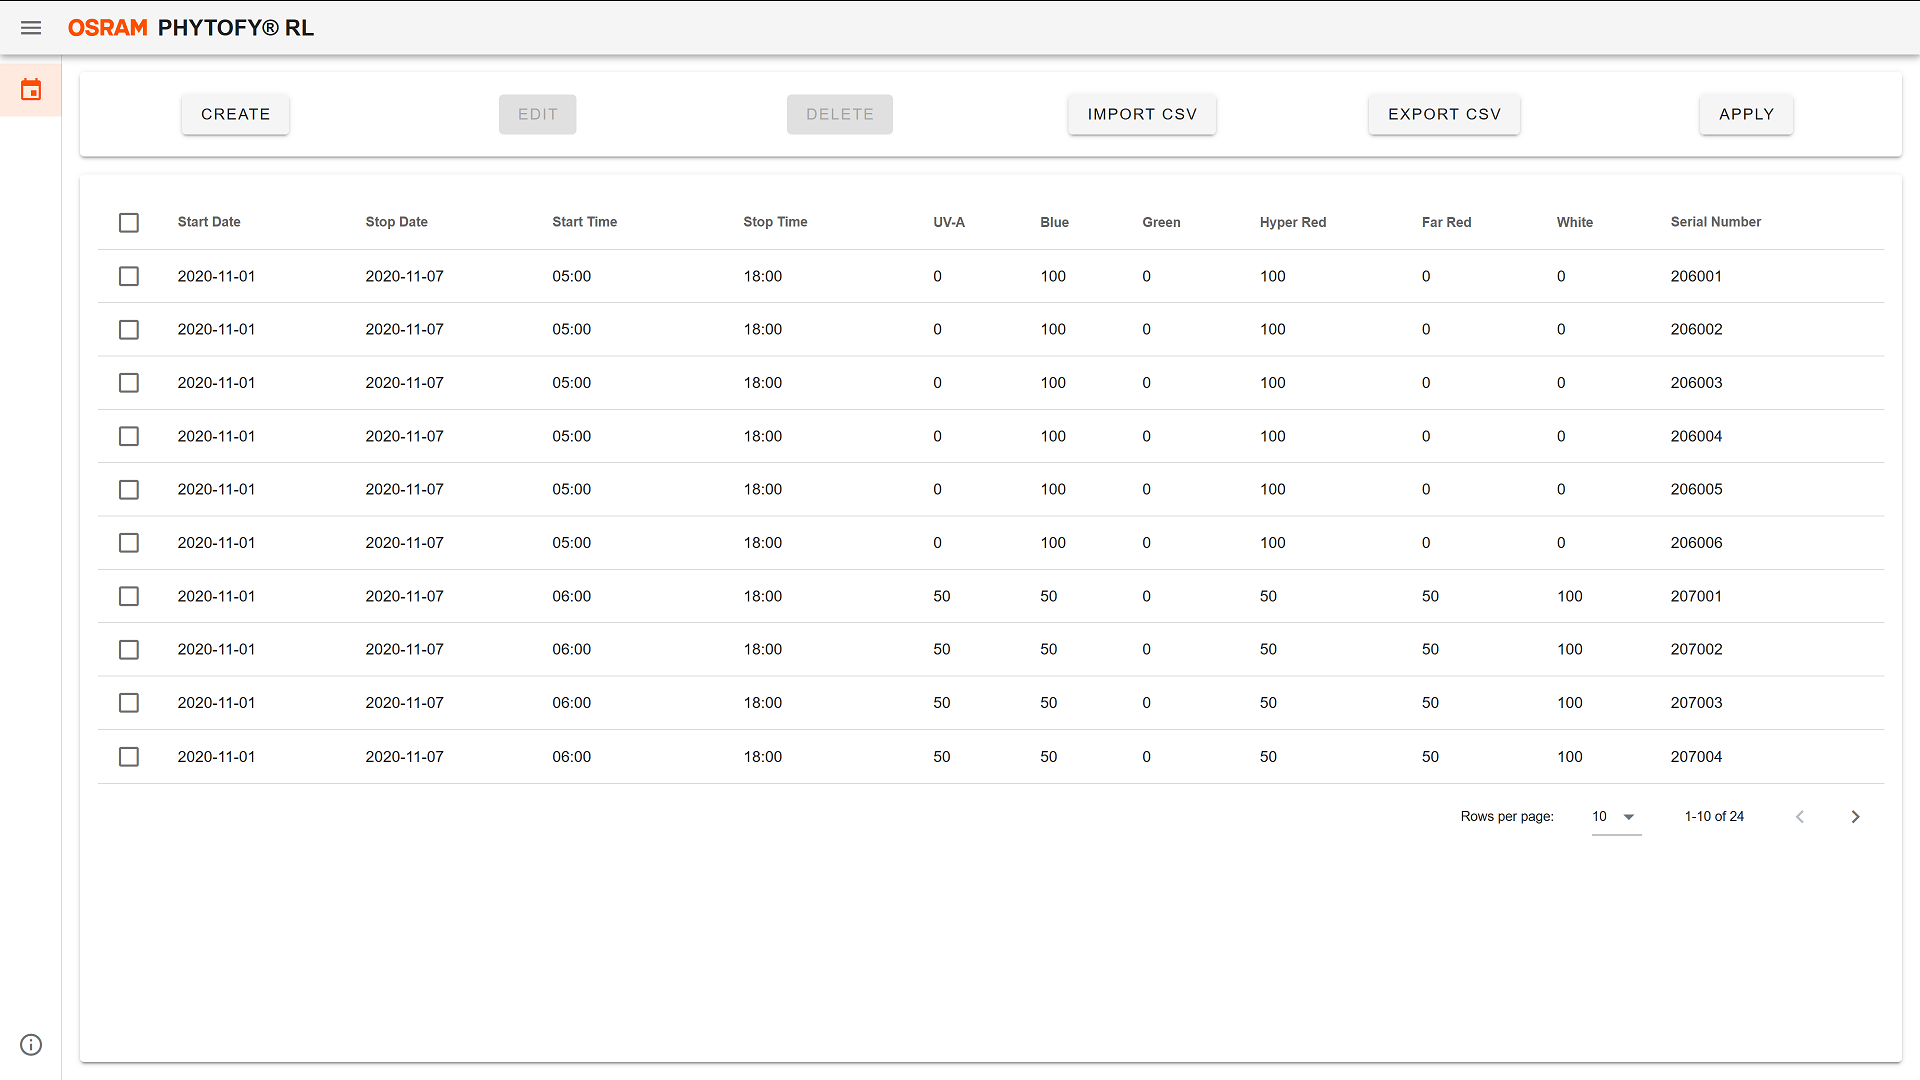 OSRAM PHYTOFY® RL
CREATE EDIT DELETE IMPORT CSV EXPORT CSV APPLY
Start Date Stop Date Start Time Stop Time UV-A Blue Green Hyper Red Far Red White Serial Number
2020-11-01 2020-11-07 05:00 18:00 0 100 0 100 0 0 206001
2020-11-01 2020-11-07 05:00 18:00 0 100 0 100 0 0 206002
2020-11-01 2020-11-07 05:00 18:00 0 100 0 100 0 0 206003
2020-11-01 2020-11-07 05:00 18:00 0 100 0 100 0 0 206004
2020-11-01 2020-11-07 05:00 18:00 0 100 0 100 0 0 206005
2020-11-01 2020-11-07 05:00 18:00 0 100 0 100 0 0 206006
2020-11-01 2020-11-07 06:00 18:00 50 50 0 50 50 100 207001
2020-11-01 2020-11-07 06:00 18:00 50 50 0 50 50 100 207002
2020-11-01 2020-11-07 06:00 18:00 50 50 0 50 50 100 207003
2020-11-01 2020-11-07 06:00 18:00 50 50 0 50 50 100 207004
Rows per page: 10 1-10 of 24